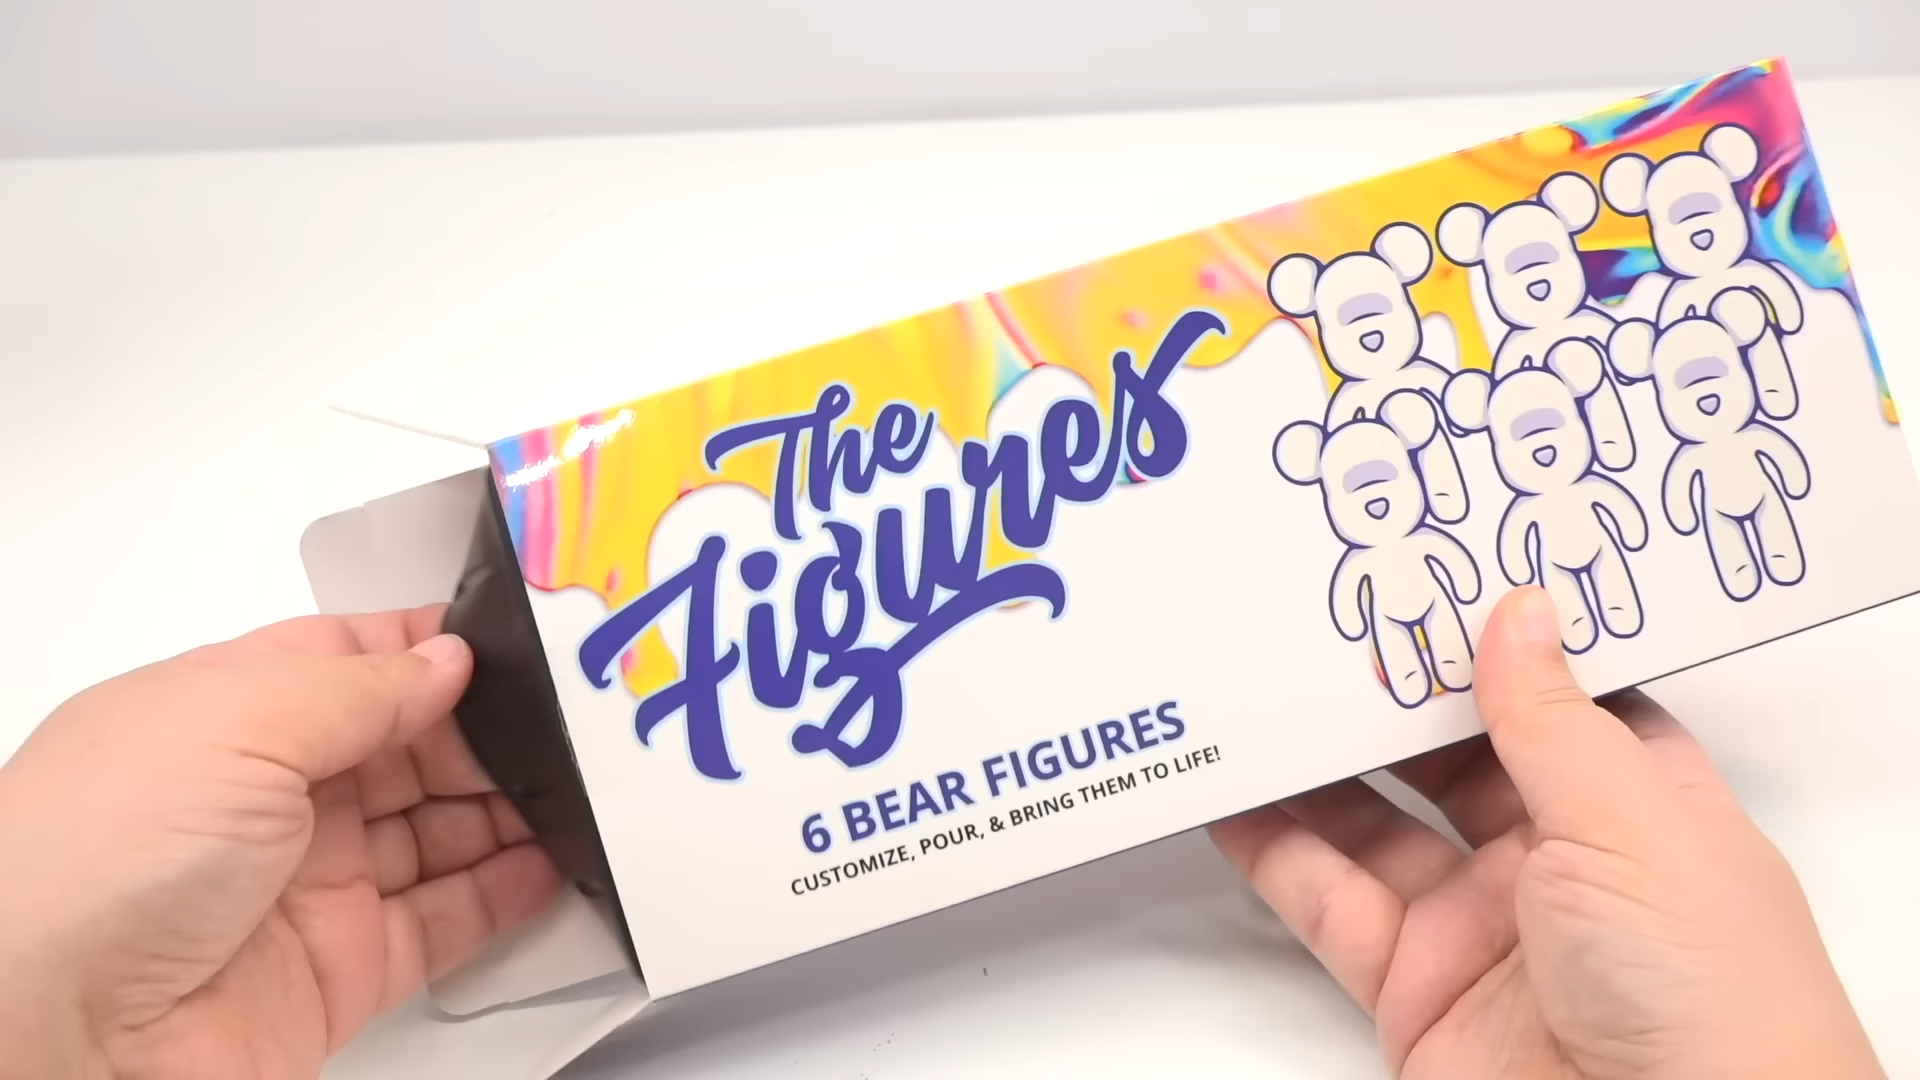 The
Figures
6 BEAR FIGURES
CUSTOMIZE, POUR, & BRING THEM TO LIFE!